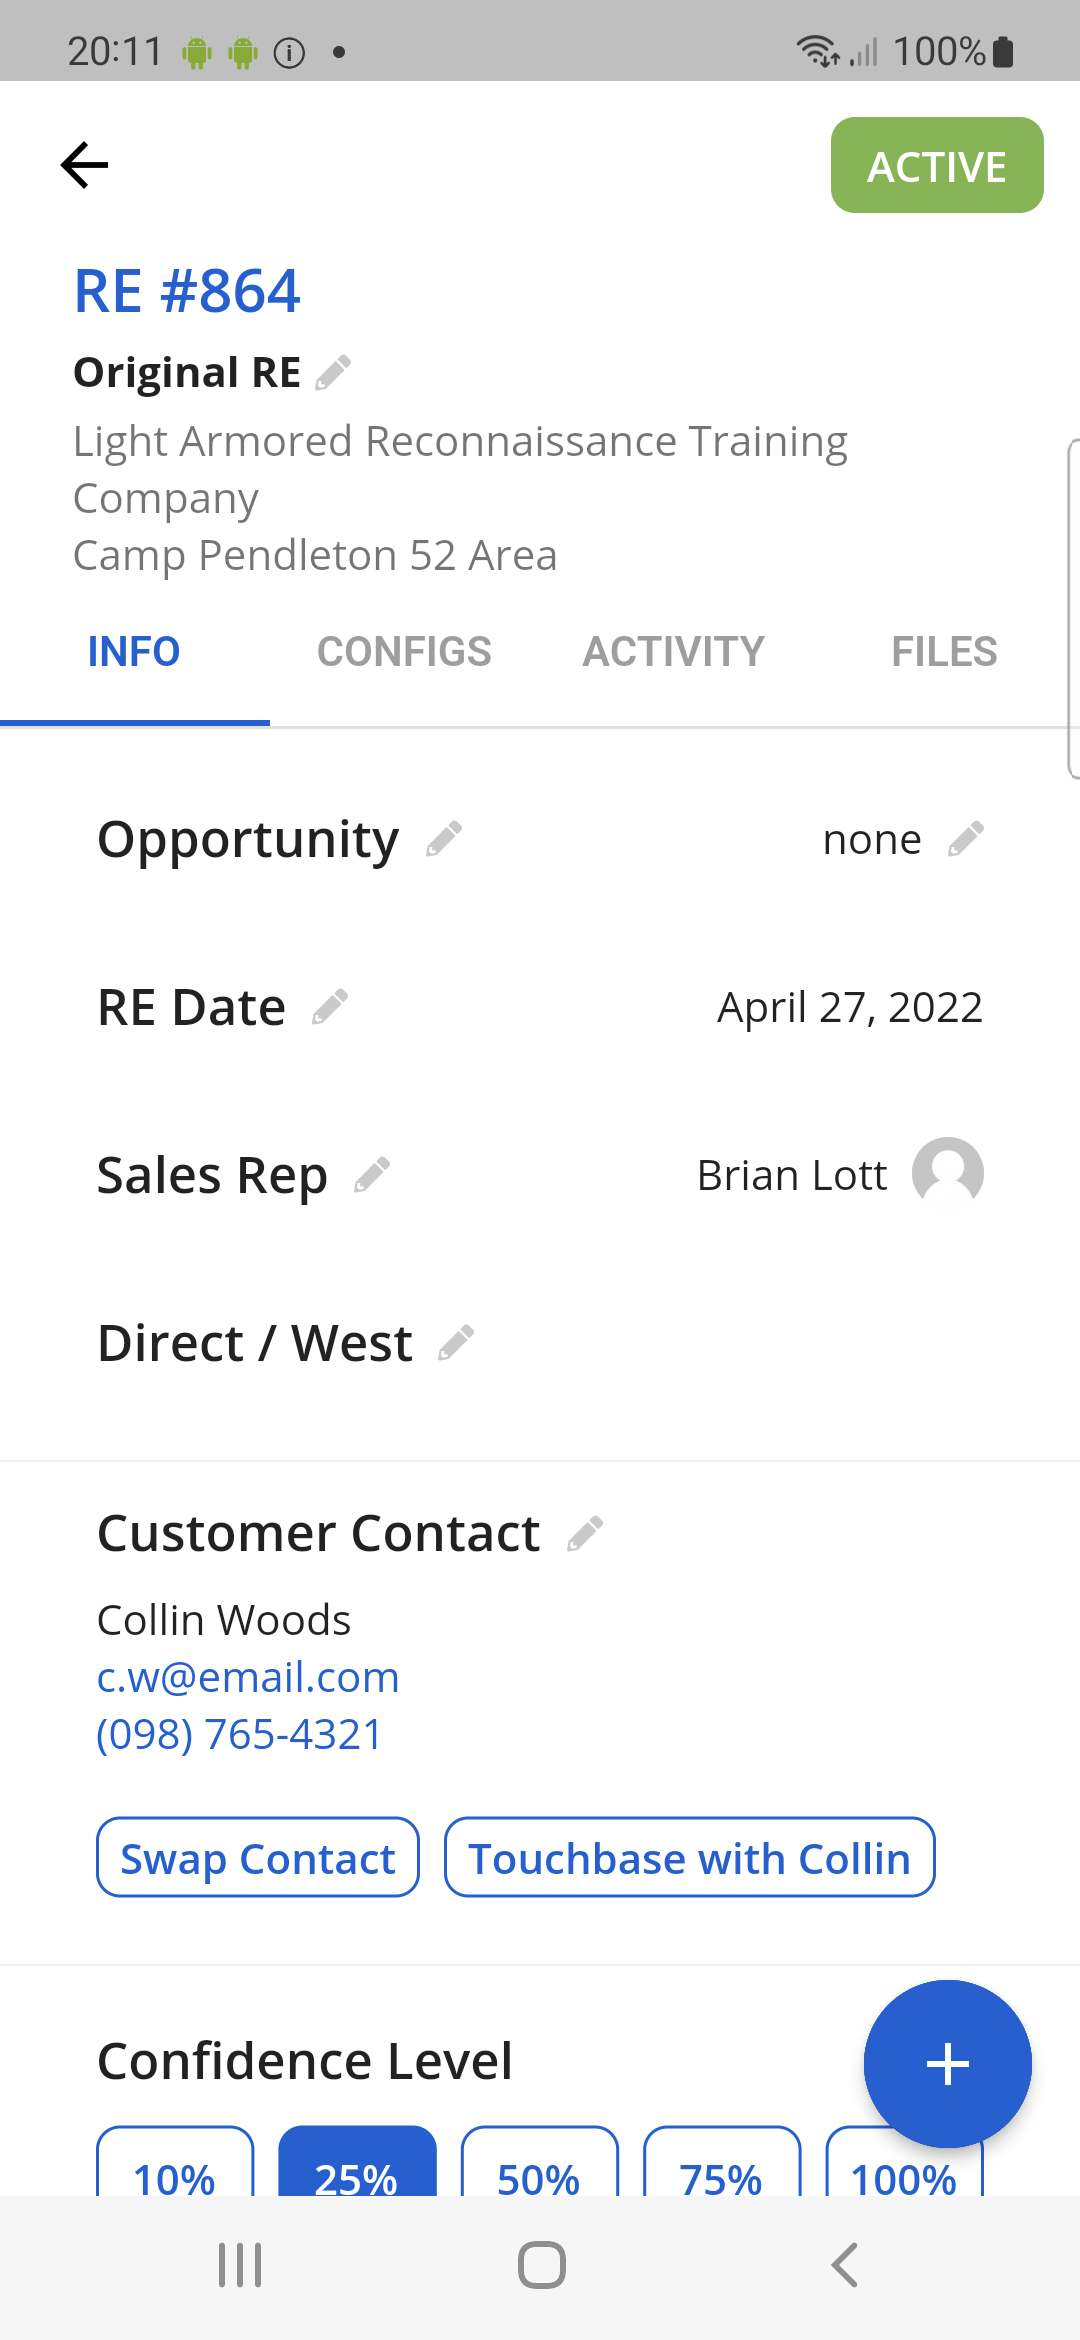 20:11
100%
ACTIVE
RE #864
Original RE
Light Armored Reconnaissance Training
Company
Camp Pendleton 52 Area
INFO CONFIGS ACTIVITY FILES
Opportunity none
RE Date April 27, 2022
Sales Rep Brian Lott
Direct / West
Customer Contact
Collin Woods
c.w@email.com
(098) 765-4321
Swap Contact Touchbase with Collin
Confidence Level
10% 25% 50% 75% 100%